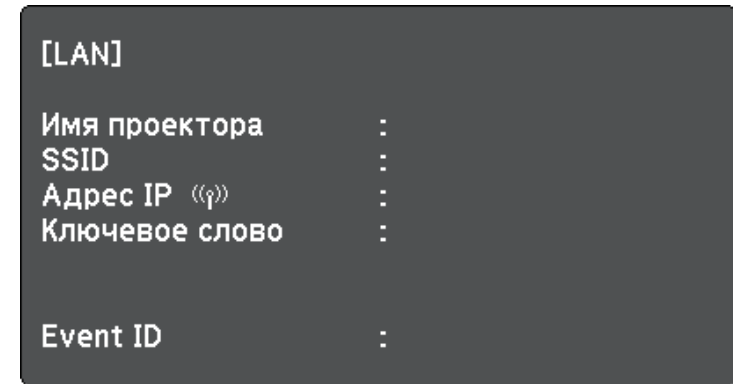 [LAN]
Имя проектора :
SSID :
Адрес IP :
Ключевое слово :
Event ID :